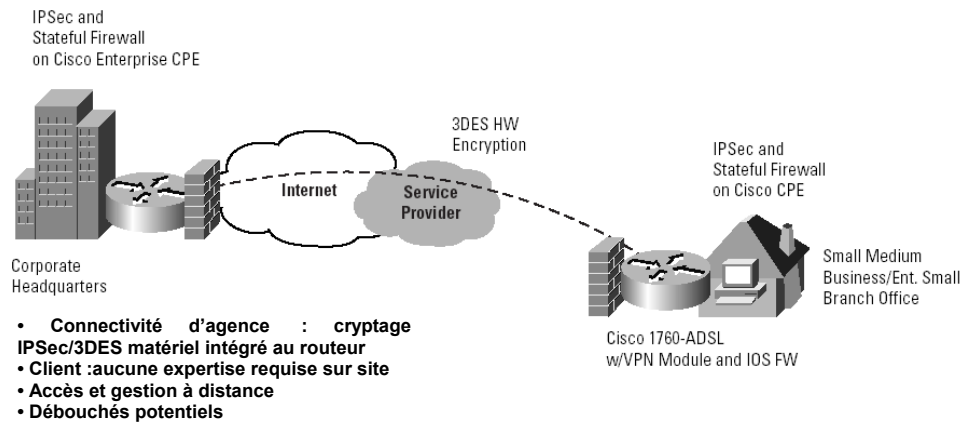 IPSec and
Stateful Firewall
on Cisco Enterprise CPE
3DES HW
Encryption
IPSec and
Stateful Firewall
on Cisco CPE
Internet
Service
Provider
Corporate
Headquarters
Small Medium
Business/Ent. Small
Branch Office
Cisco 1760-ADSL
w/VPN Module and IOS FW
• Connectivité d'agence : cryptage
IPSec/3DES matériel intégré au routeur
• Client :aucune expertise requise sur site
• Accès et gestion à distance
• Débouchés potentiels